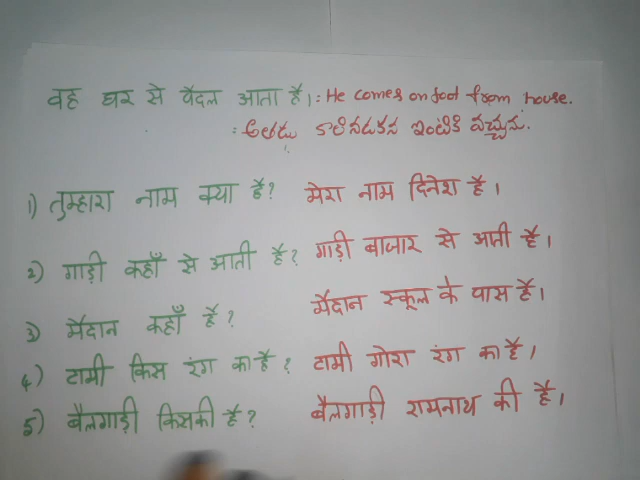 वह घर से पैदल आता है। : He comes on foot from house.
: అతడు కాలినడకన ఇంటికి వచ్చును.
1) तुम्हारा नाम क्या है? मेरा नाम दिनेश है।
2) गाड़ी कहाँ से आती है? गाड़ी बाजार से आती है।
3) मैदान कहाँ है? मैदान स्कूल के पास है।
4) टामी किस रंग का है? टामी गोरा रंग का है।
5) बैलगाड़ी किसकी है? बैलगाड़ी रामनाथ की है।